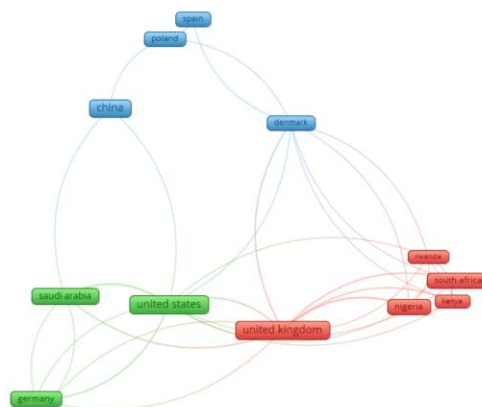 spain
poland
china
denmark
rwanda
south africa
saudi arabia
kenya
united states
nigeria
united kingdom
germany